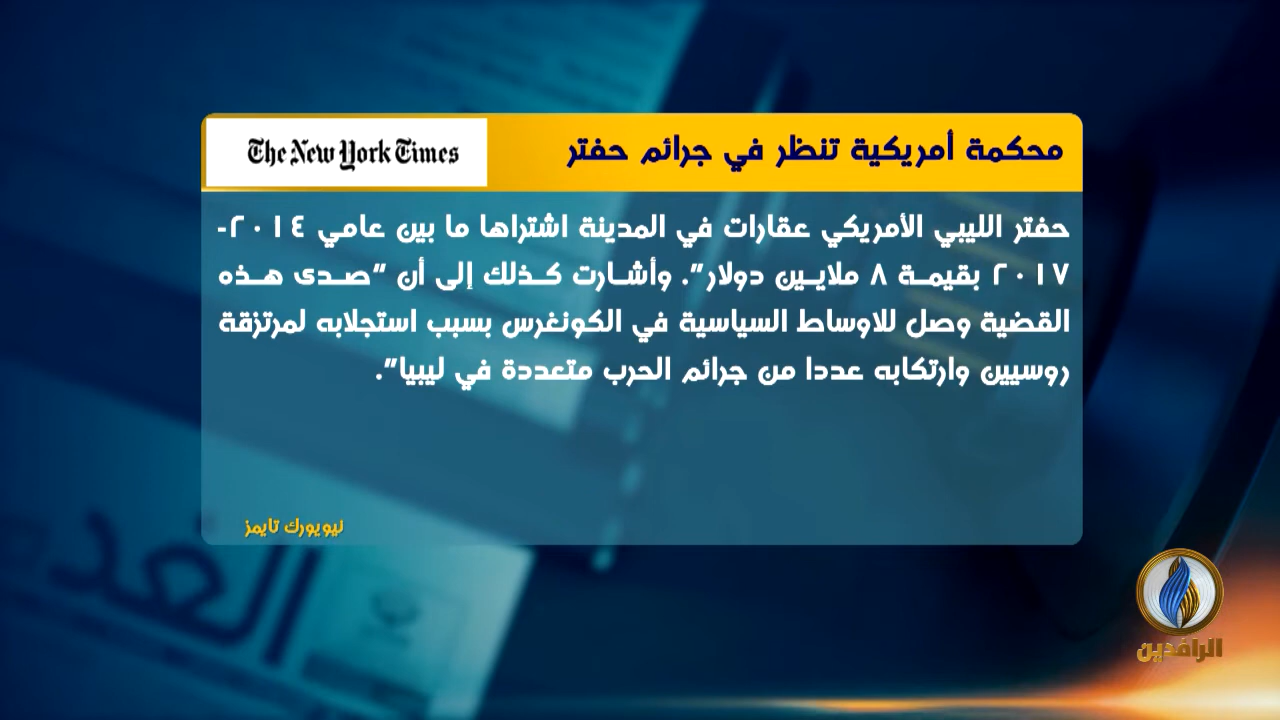 محكمة أمريكية تنظر في جرائم حفتر
The New York Times
حفتر الليبي الأمريكي عقارات في المدينة اشتراها ما بين عامي ٢٠١٤-
٢٠١٧ بقيمة ٨ ملايين دولار". وأشارت كذلك إلى أن "صدى هذه
القضية وصل للاوساط السياسية في الكونغرس بسبب استجلابه لمرتزقة
روسيين وارتكابه عددا من جرائم الحرب متعددة في ليبيا".
نيويورك تايمز
الغد
الرافدين